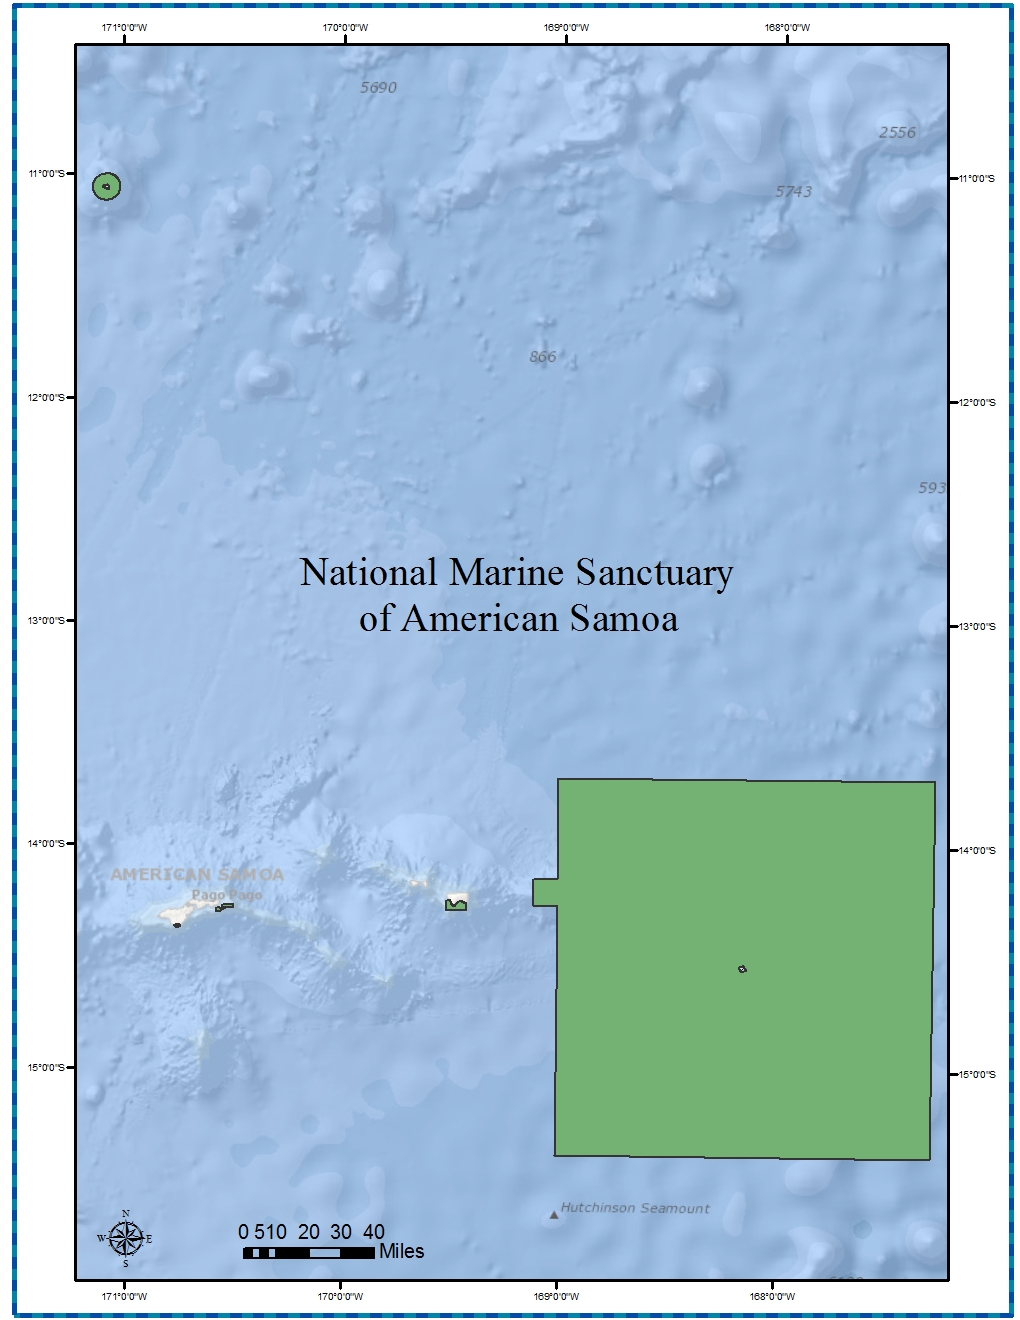 171°0'0"W 170°0'0"W 169°0'0"W 168°0'0"W
5690
2556
11°0'0"S 11°0'0"S
5743
866
12°0'0"S 12°0'0"S
593
National Marine Sanctuary
of American Samoa
13°0'0"S 13°0'0"S
14°0'0"S 14°0'0"S
AMERICAN SAMOA
Pago Pago
15°0'0"S 15°0'0"S
Hutchinson Seamount
N
W E
S
0 5 10 20 30 40
Miles
171°0'0"W 170°0'0"W 169°0'0"W 168°0'0"W